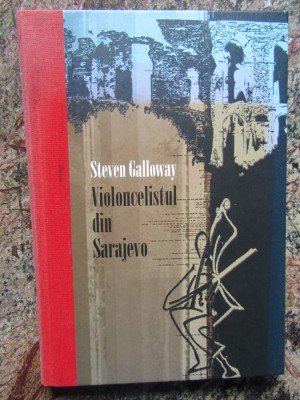 Steven Galloway
Violoncelistul
din
Sarajevo